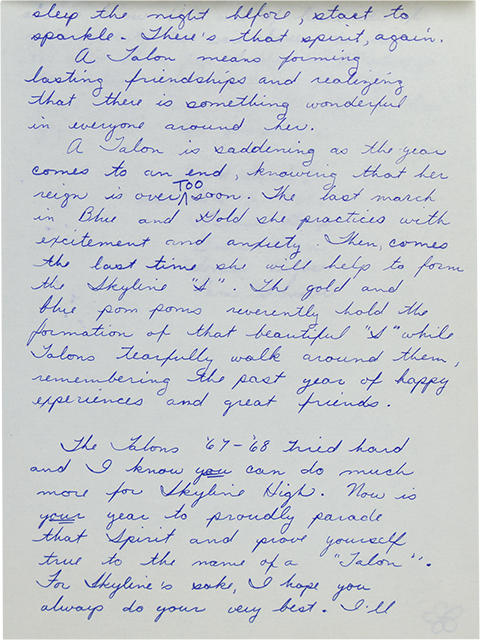 sleep the night before, start to
sparkle. There's that spirit, again.
A Talon means forming
lasting friendships and realizing
that there is something wonderful
in everyone around her.
A Talon is saddening as the year
comes to an end, knowing that her
reign is over TOO soon. The last march
in Blue and Gold she practices with
excitement and anxiety. Then, comes
the last time she will help to form
the Skyline "S". The gold and
blue pom poms reverently hold the
formation of that beautiful "S" while
Talons tearfully walk around them,
remembering the past year of happy
experiences and great friends.
The Talons '67-'68 tried hard
and I know you can do much
more for Skyline High. Now is
your year to proudly parade
that Spirit and prove yourself
true to the name of a "Talon".
For Skyline's sake, I hope you
always do your very best. I'll